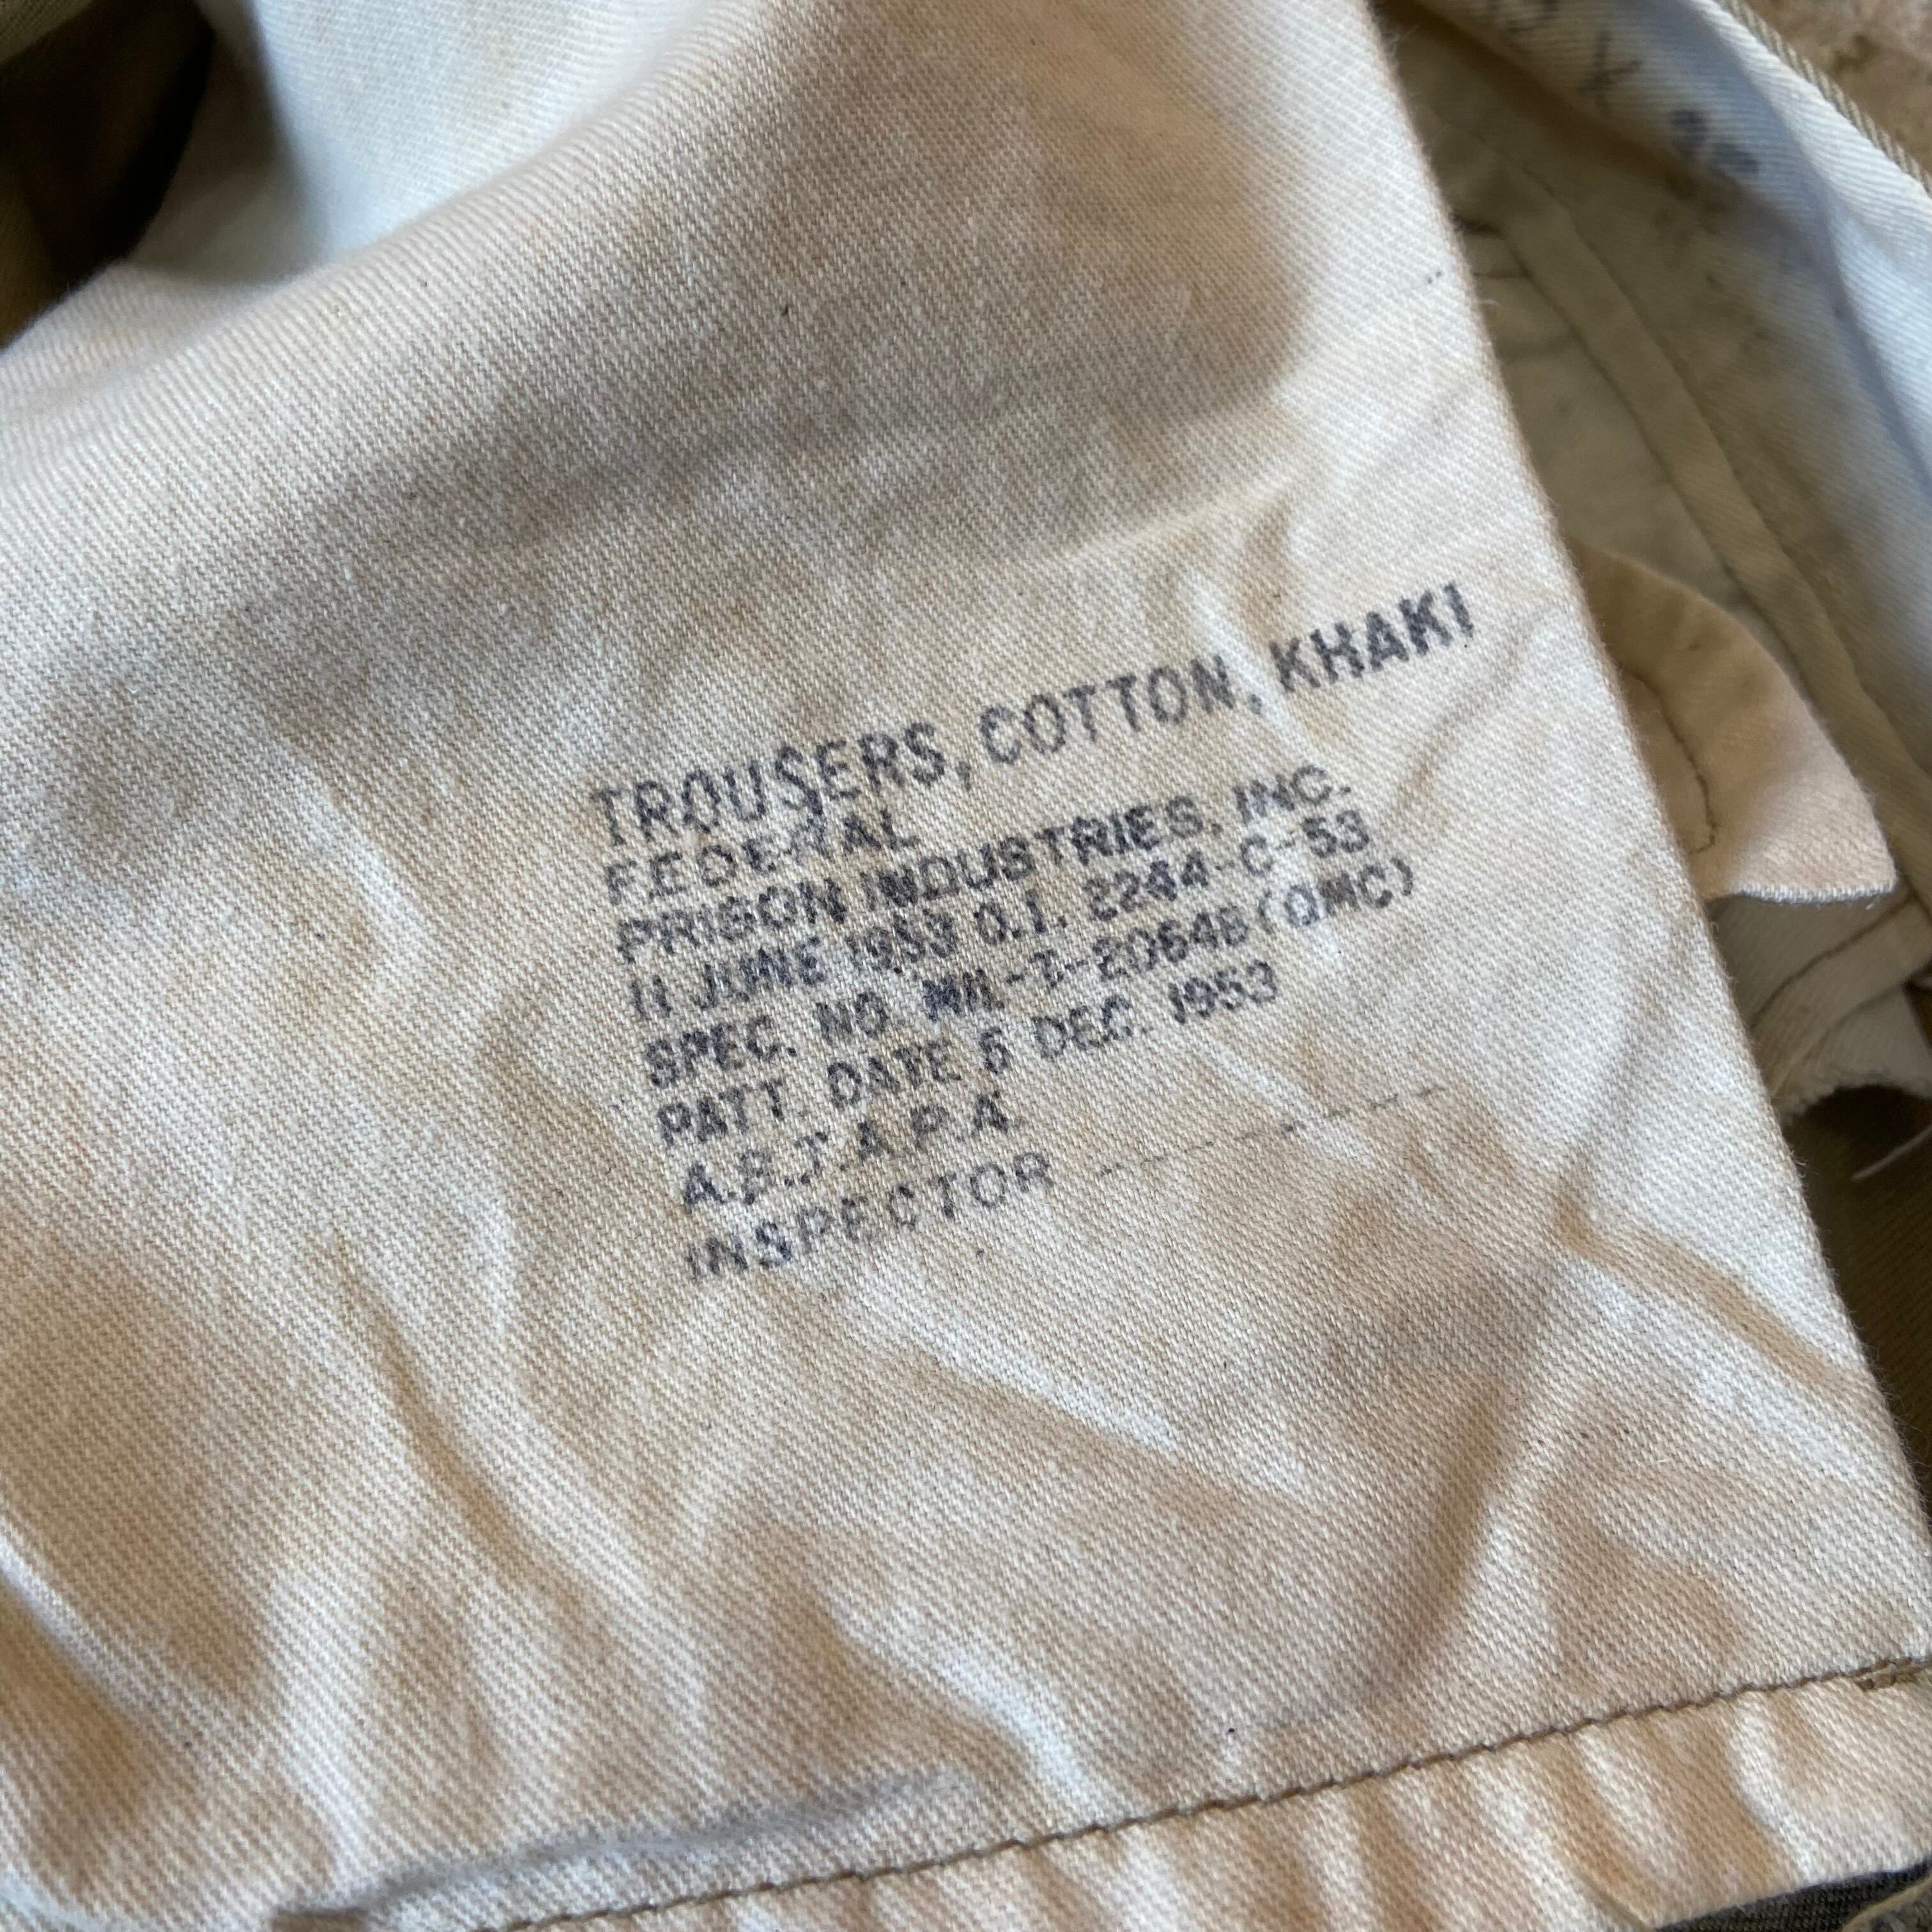 TROUSERS, COTTON, KHAKI
FEDERAL
PRISON INDUSTRIES, INC.
11 JUNE 1953 O.I. 2244-C-53
SPEC. NO. MIL-T-2064B (QMC)
PATT. DATE 5 DEC. 1953
A.S.T.A.P.A.
INSPECTOR